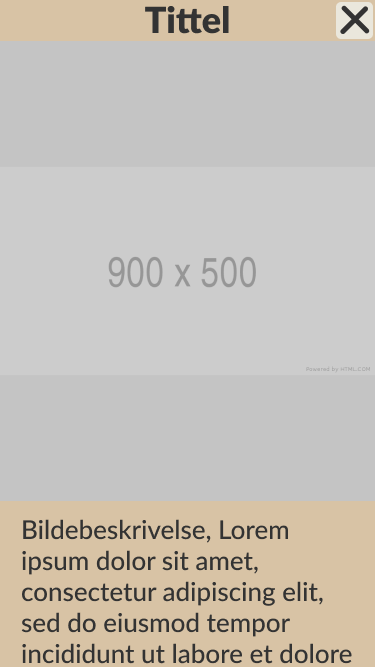 Tittel
900 x 500
Powered by HTML.COM
Bildebeskrivelse, Lorem
ipsum dolor sit amet,
consectetur adipiscing elit,
sed do eiusmod tempor
incididunt ut labore et dolore